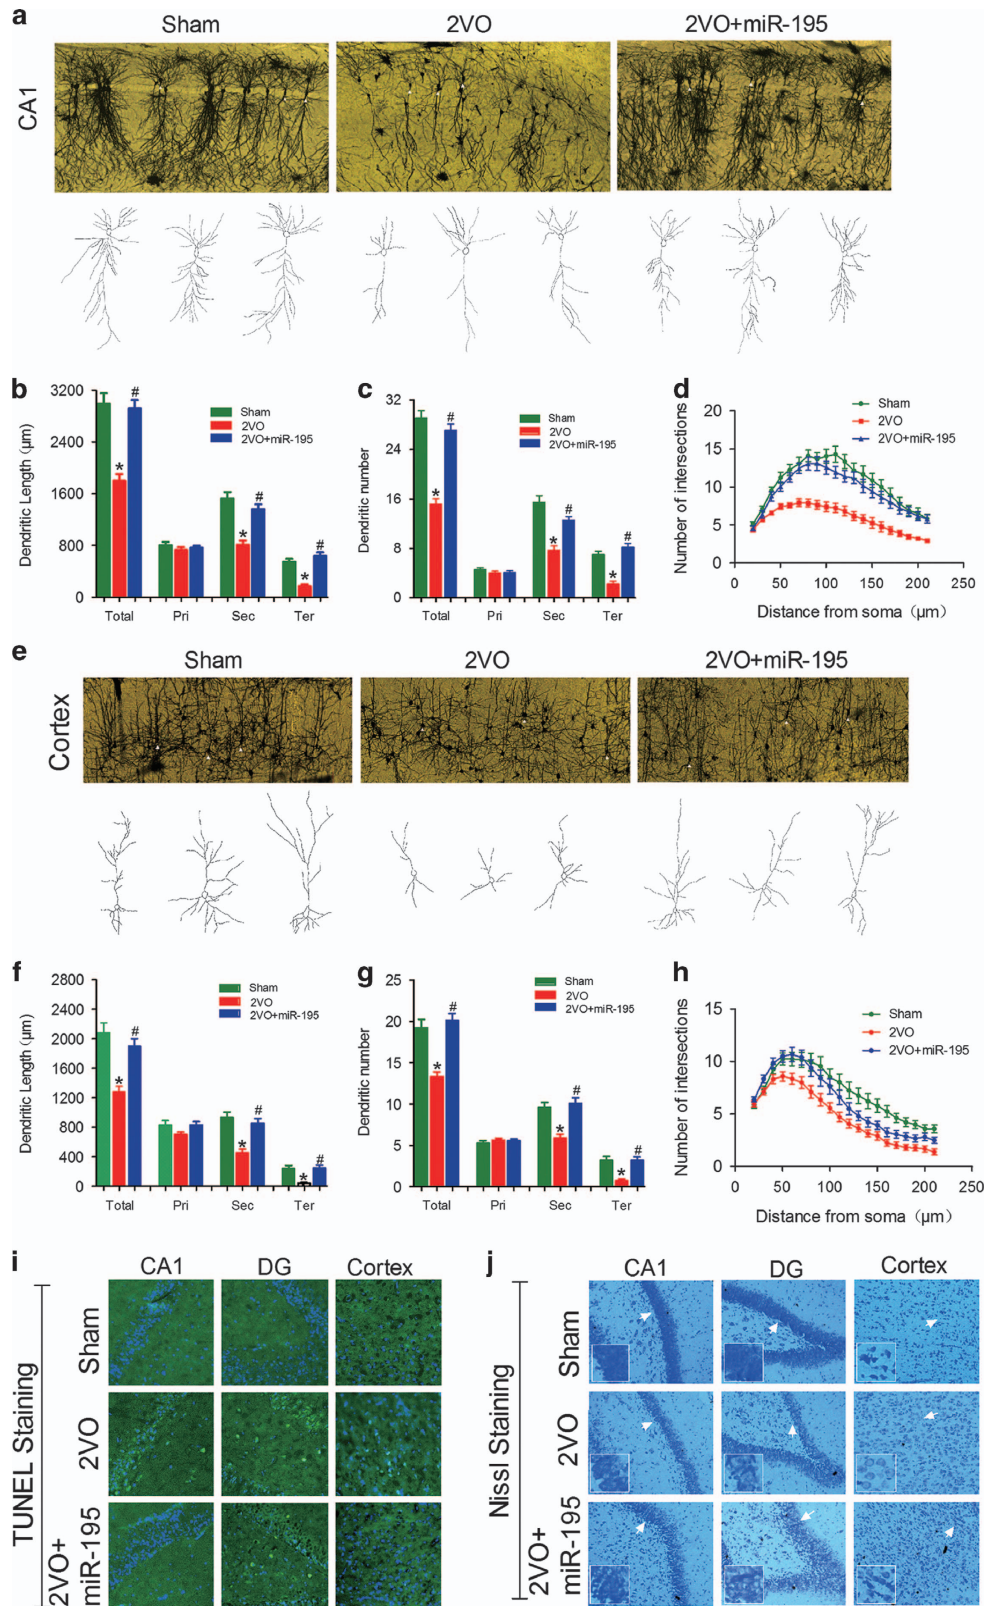 a
Sham 2VO 2VO+miR-195
CA1
b
Dendritic Length (μm)
3200
2400
1600
800
0
Sham
2VO
2VO+miR-195
* # * # * #
Total Pri Sec Ter
c
Dendritic number
32
24
16
8
0
Sham
2VO
2VO+miR-195
* # * # * #
Total Pri Sec Ter
d
Number of intersections
20
15
10
5
0
Sham
2VO
2VO+miR-195
0 50 100 150 200 250
Distance from soma (μm)
e
Sham 2VO 2VO+miR-195
Cortex
f
Dendritic Length (μm)
2800
2400
2000
1600
1200
800
400
0
Sham
2VO
2VO+miR-195
* # * # * #
Total Pri Sec Ter
g
Dendritic number
25
20
15
10
5
0
Sham
2VO
2VO+miR-195
* # * # * #
Total Pri Sec Ter
h
Number of intersections
15
10
5
0
Sham
2VO
2VO+miR-195
0 50 100 150 200 250
Distance from soma (μm)
i
CA1 DG Cortex
TUNEL Staining
Sham
2VO
2VO+
miR-195
j
CA1 DG Cortex
Nissl Staining
Sham
2VO
2VO+
miR-195